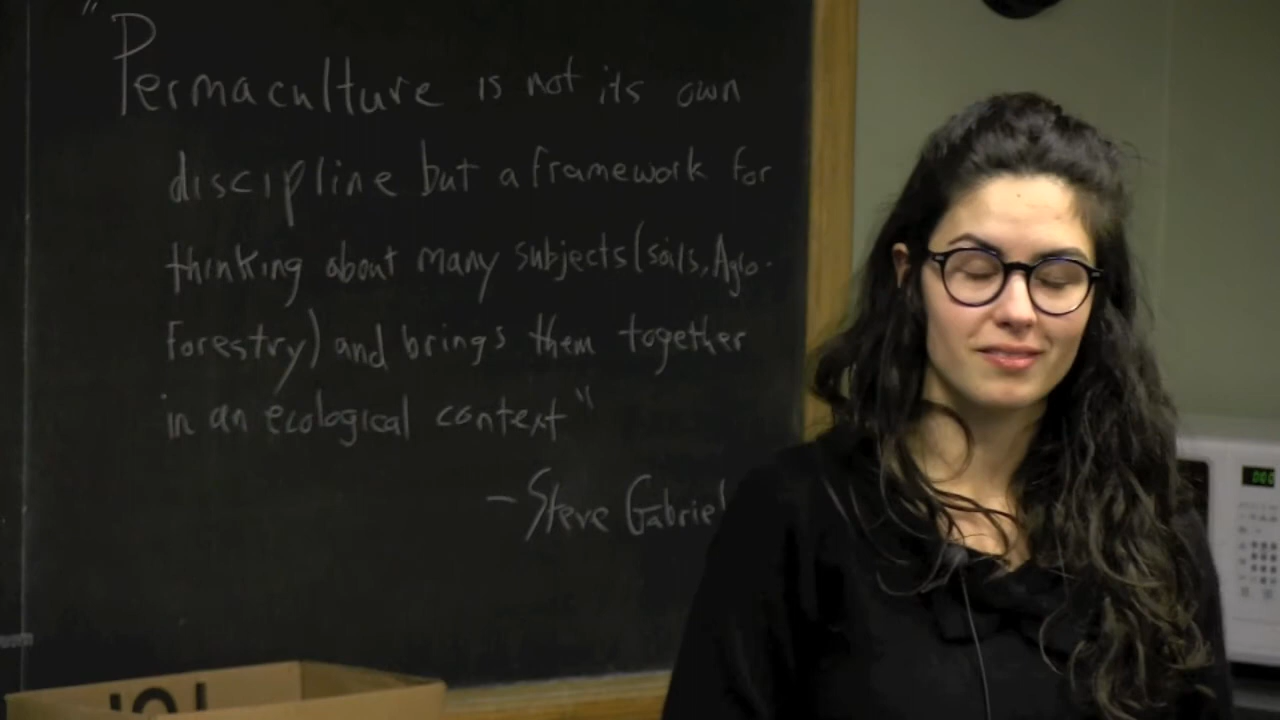 "Permaculture is not its own
discipline but a framework for
thinking about many subjects (soils, Agro-
forestry) and brings them together
in an ecological context"
- Steve Gabriel